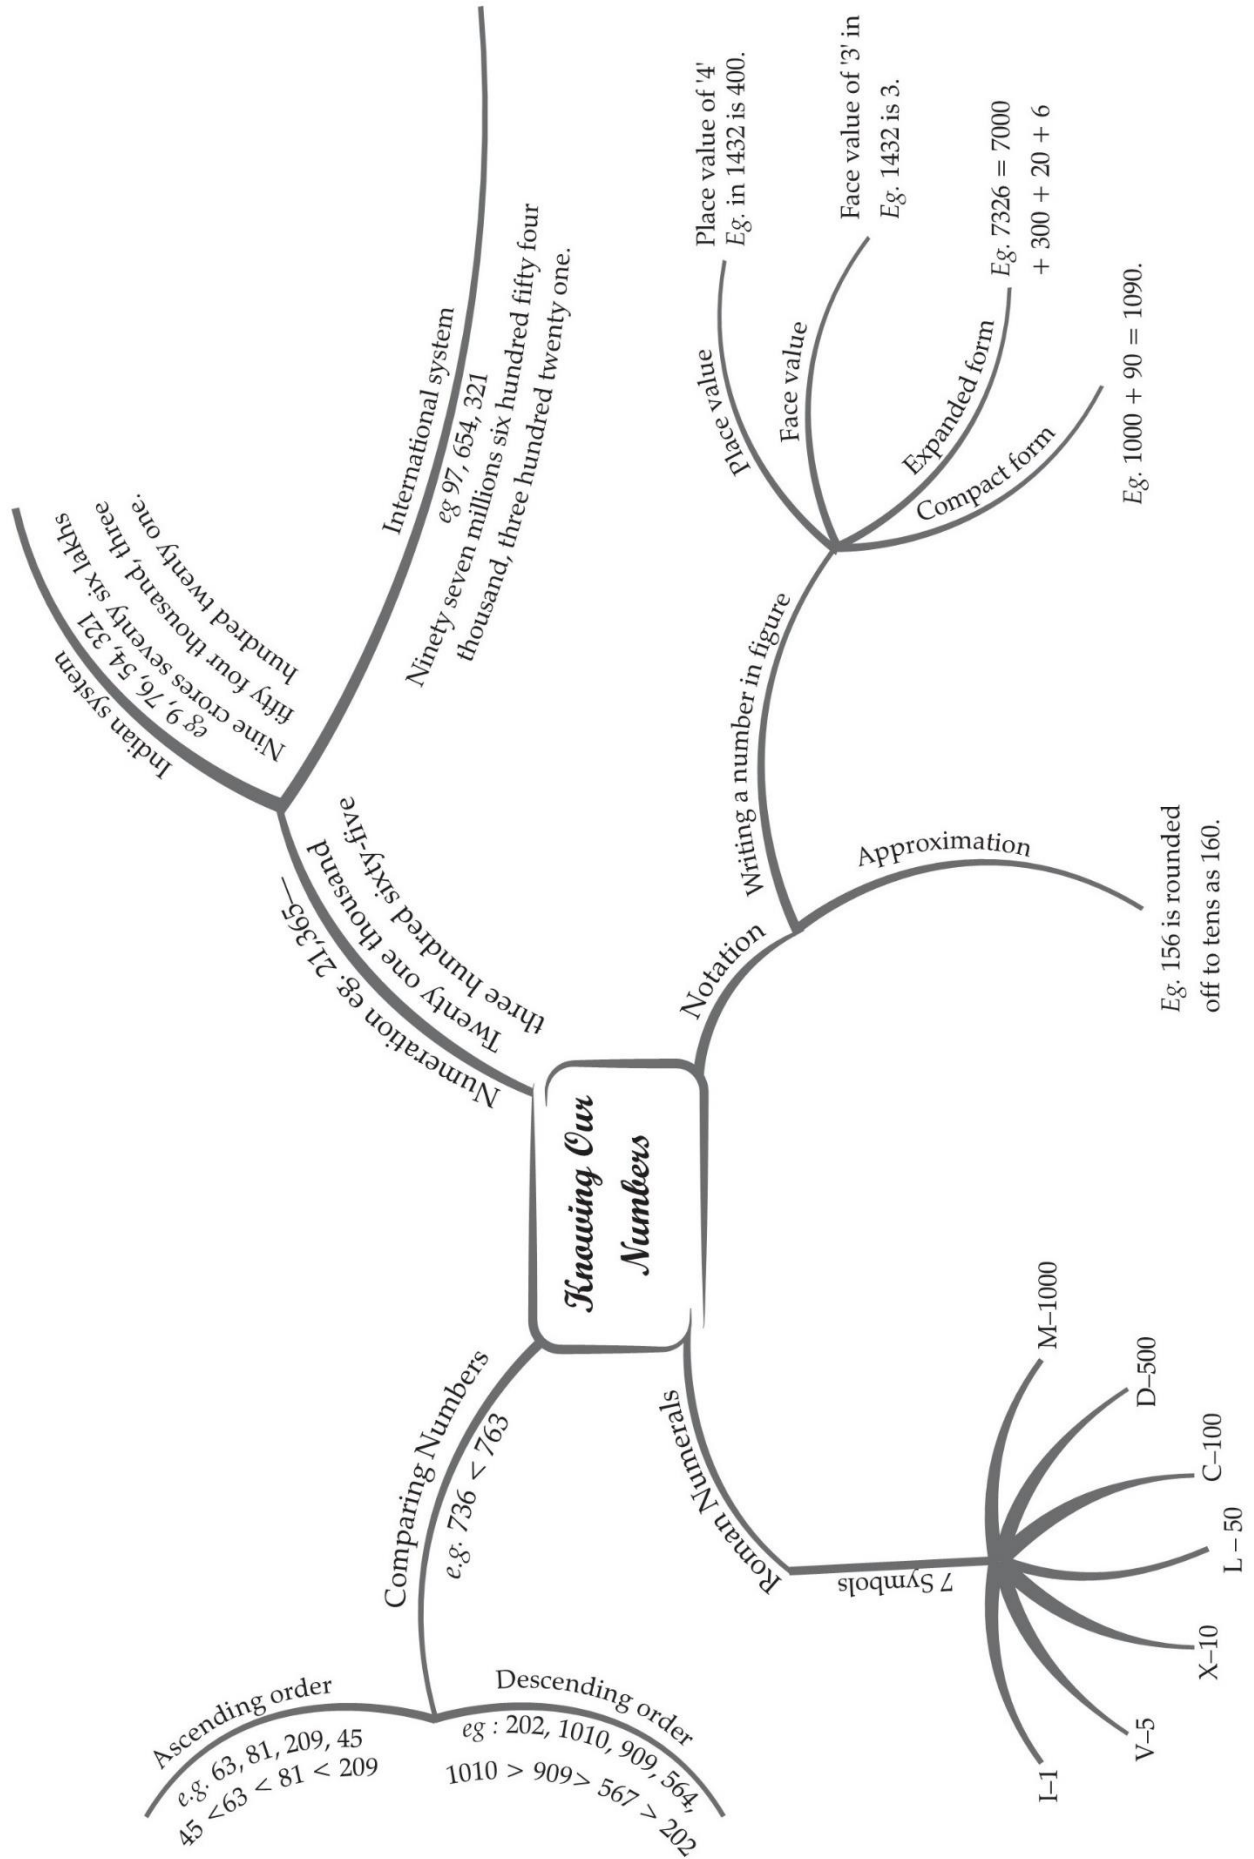 Knowing Our
Numbers
Comparing Numbers
e.g. 736 < 763
Ascending order
e.g. 63, 81, 209, 45
45 <63 < 81 < 209
Descending order
eg : 202, 1010, 909, 564,
1010 > 909> 567 > 202
Numeration eg. 21,365—
Twenty one thousand
three hundred sixty-five
Indian system
eg 9, 76, 54, 321
Nine crores seventy six lakhs
fifty four thousand, three
hundred twenty one.
International system
eg 97, 654, 321
Ninety seven millions six hundred fifty four
thousand, three hundred twenty one.
Notation
Writing a number in figure
Place value
Place value of '4'
Eg. in 1432 is 400.
Face value
Face value of '3' in
Eg. 1432 is 3.
Expanded form
Eg. 7326 = 7000
+ 300 + 20 + 6
Compact form
Eg. 1000 + 90 = 1090.
Approximation
Eg. 156 is rounded
off to tens as 160.
Roman Numerals
7 Symbols
I–1
V–5
X–10
L – 50
C–100
D–500
M–1000